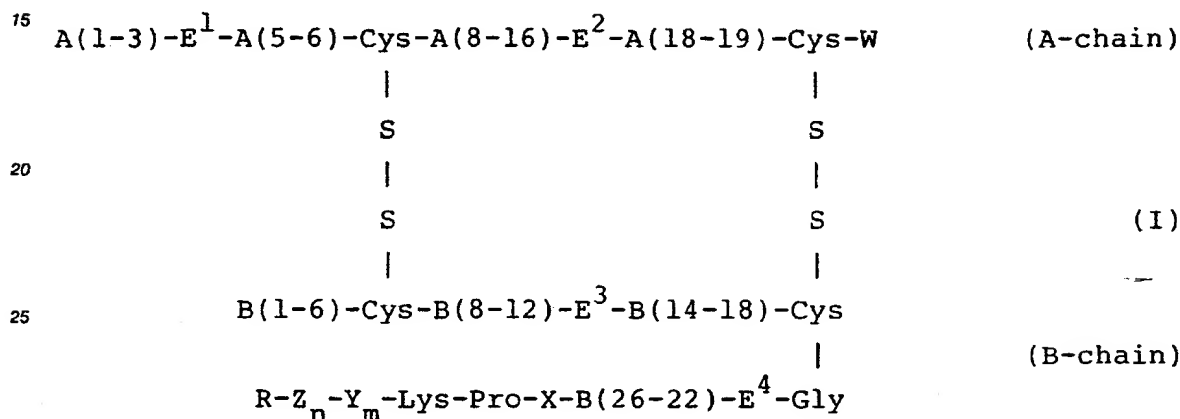 15 A(1-3)-E¹-A(5-6)-Cys-A(8-16)-E²-A(18-19)-Cys-W (A-chain)
| |
S S
20 | |
S S (I)
| |
25 B(1-6)-Cys-B(8-12)-E³-B(14-18)-Cys
| (B-chain)
R-Zₙ-Yₘ-Lys-Pro-X-B(26-22)-E⁴-Gly